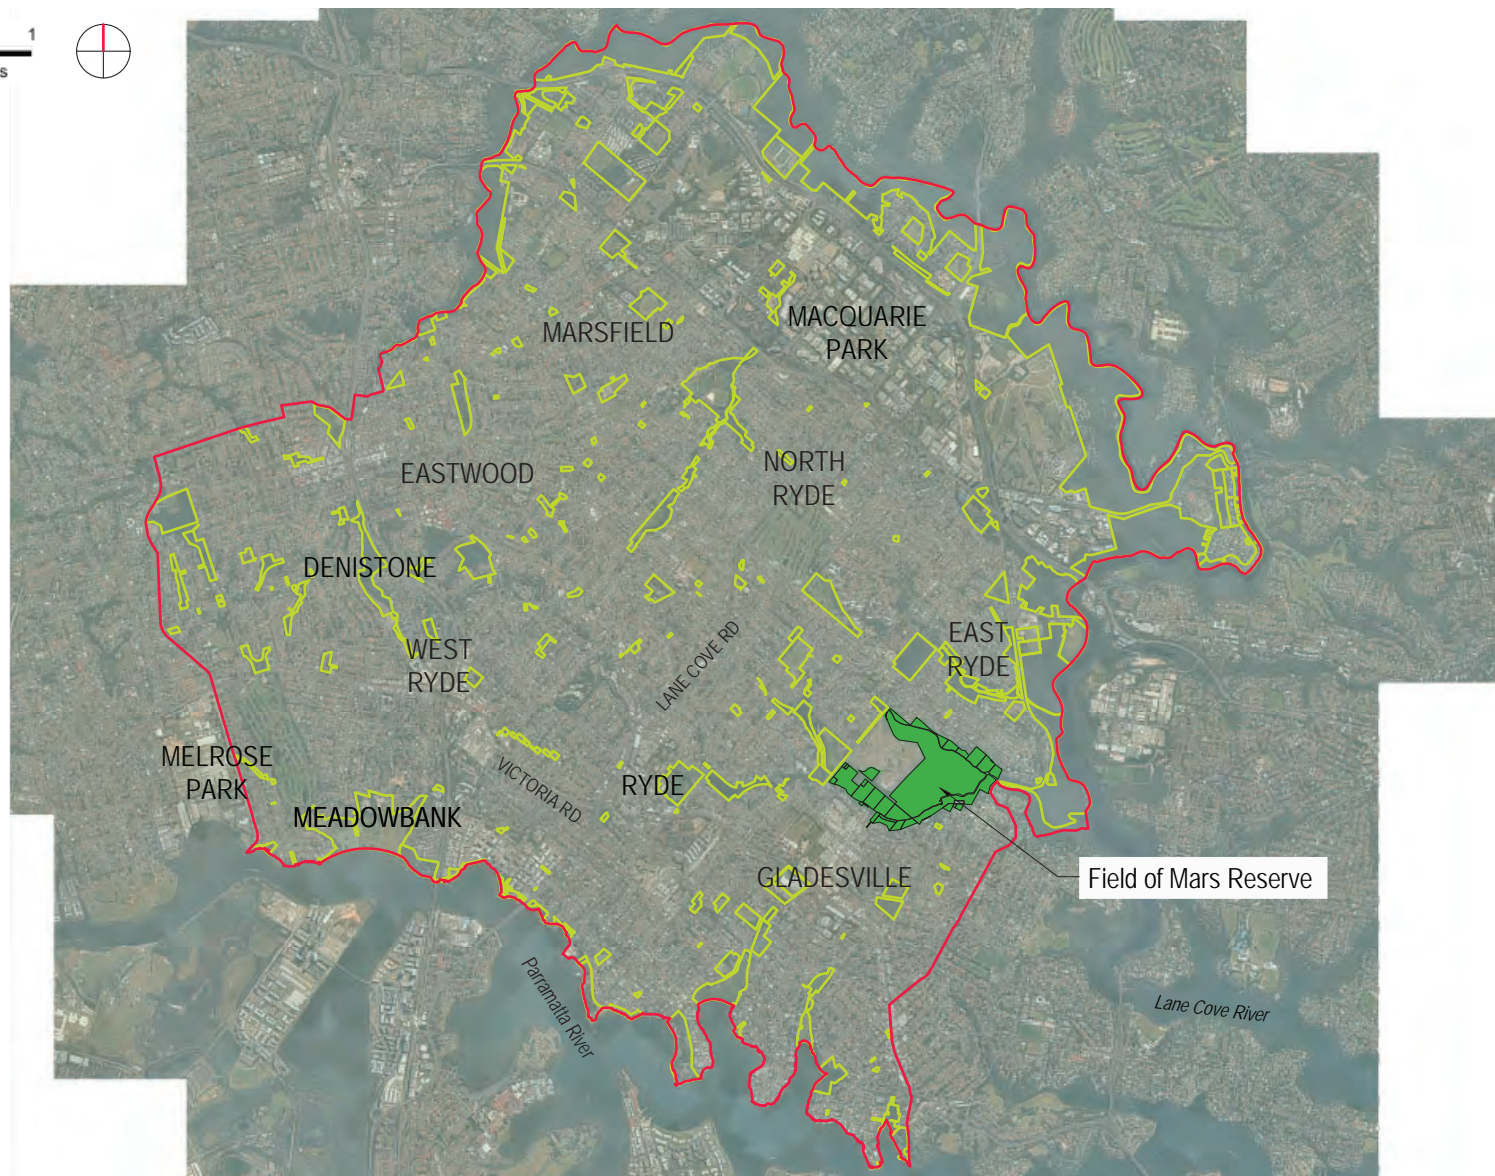 1
s
MARSFIELD
MACQUARIE
PARK
EASTWOOD
NORTH
RYDE
DENISTONE
WEST
RYDE
EAST
RYDE
LANE COVE RD
MELROSE
PARK
VICTORIA RD
RYDE
MEADOWBANK
GLADESVILLE
Field of Mars Reserve
Parramatta River
Lane Cove River